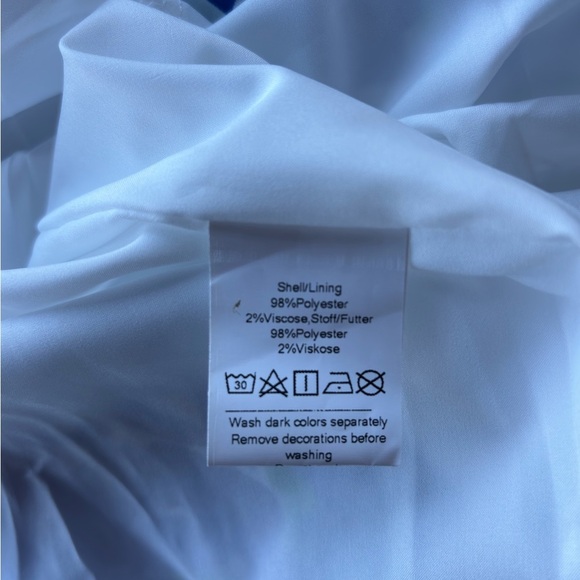 Shell/Lining
98%Polyester
2%Viscose,Stoff/Futter
98%Polyester
2%Viskose
30
Wash dark colors separately
Remove decorations before
washing